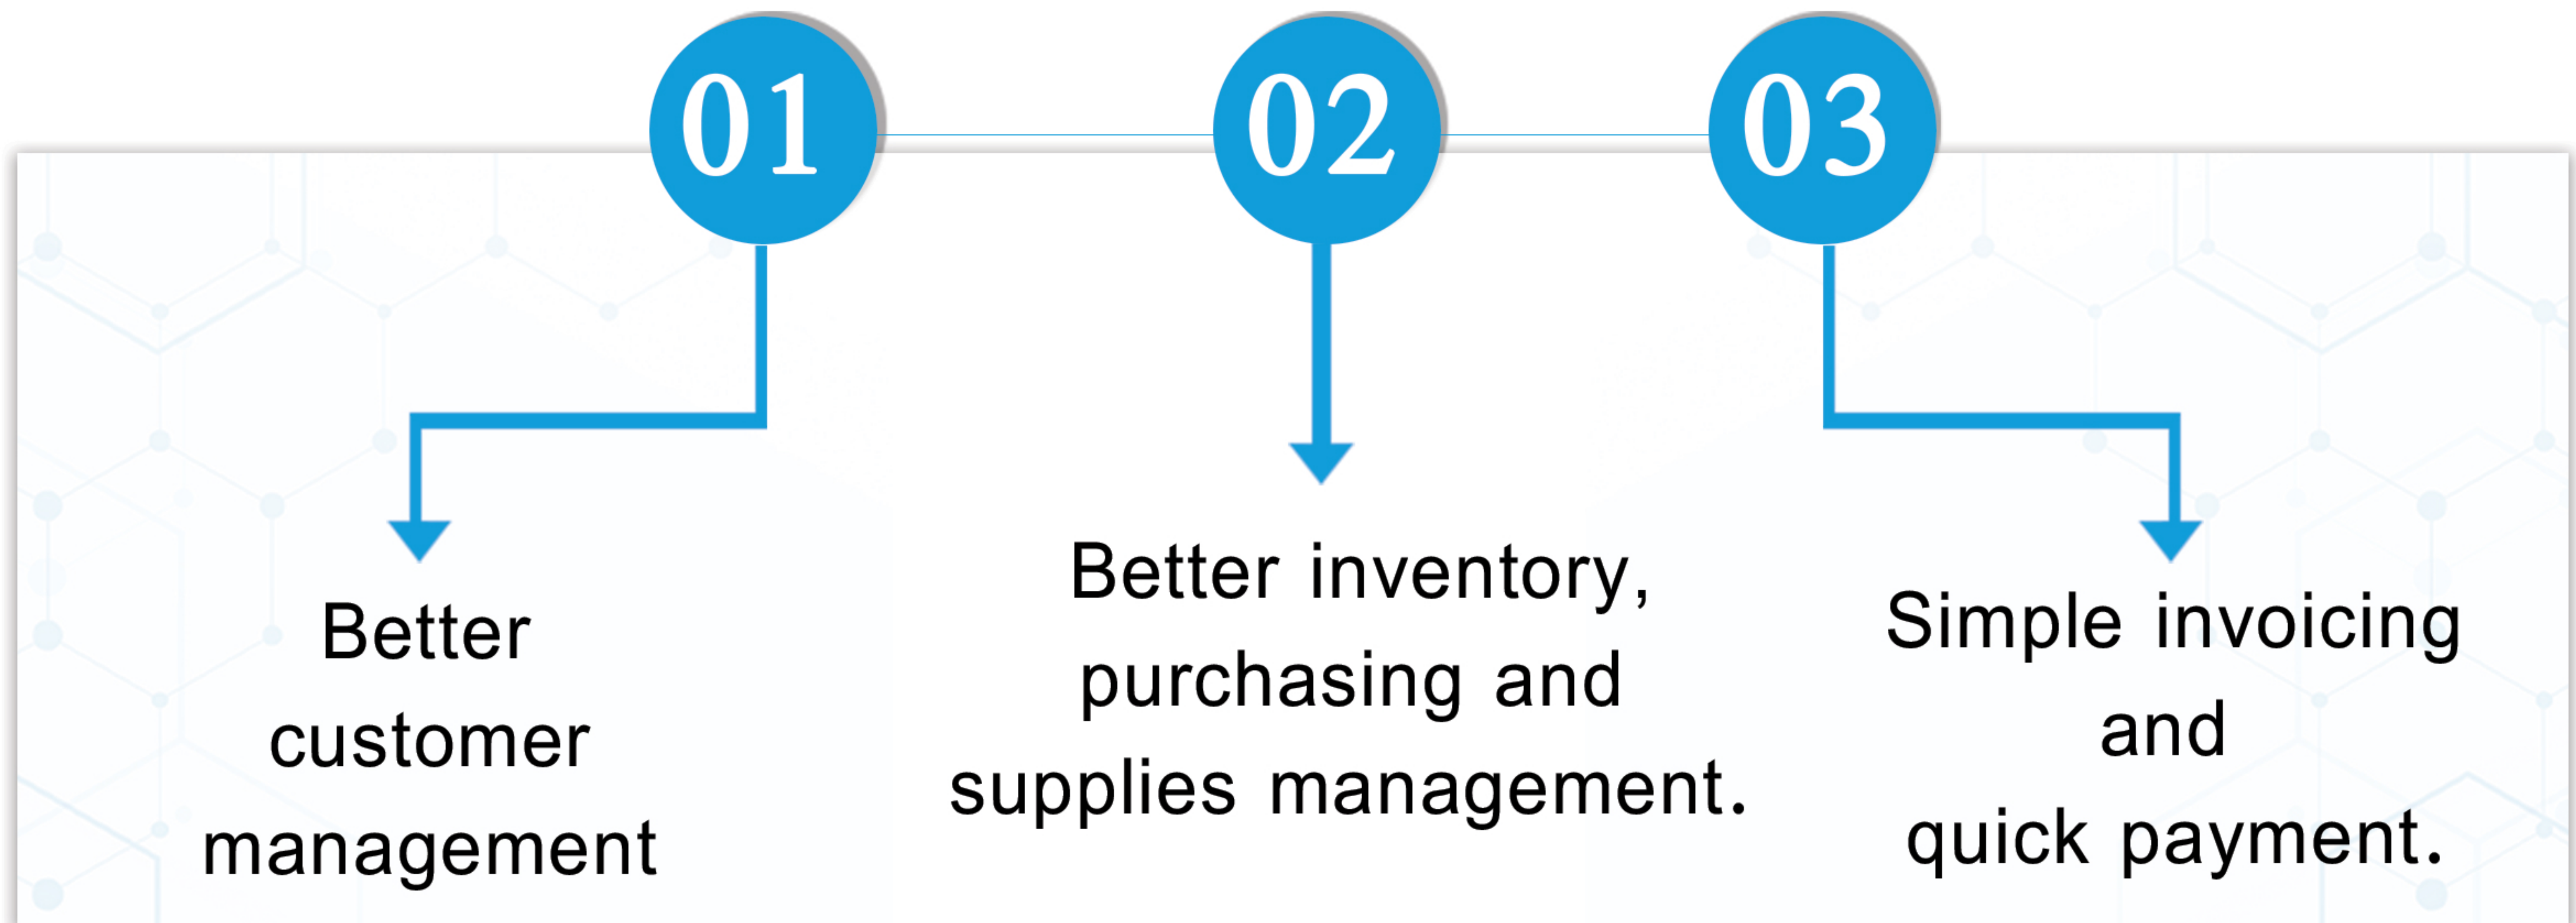 01
Better
customer
management
02
Better inventory,
purchasing and
supplies management.
03
Simple invoicing
and
quick payment.